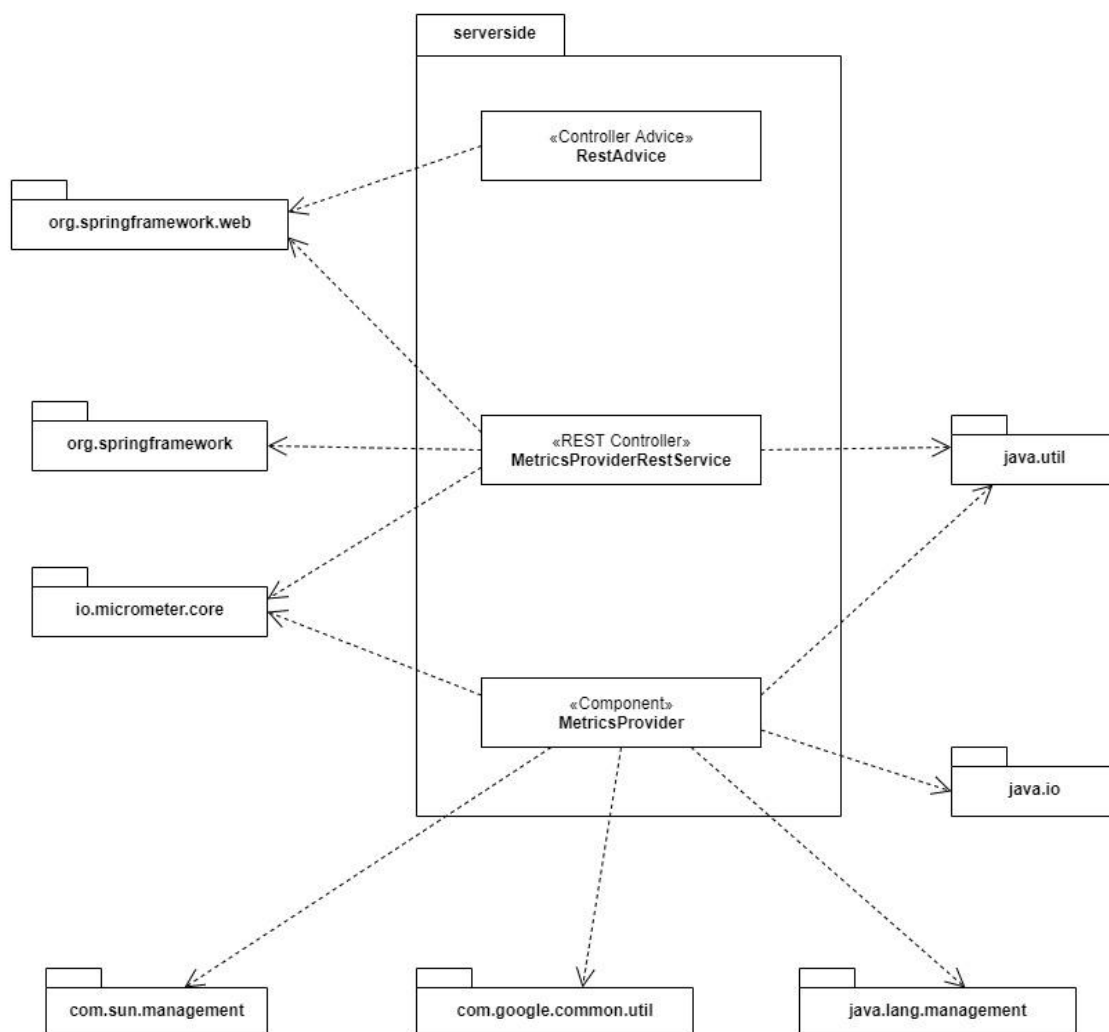 serverside
«Controller Advice»
RestAdvice
org.springframework.web
org.springframework
«REST Controller»
MetricsProviderRestService
java.util
io.micrometer.core
«Component»
MetricsProvider
java.io
com.sun.management
com.google.common.util
java.lang.management